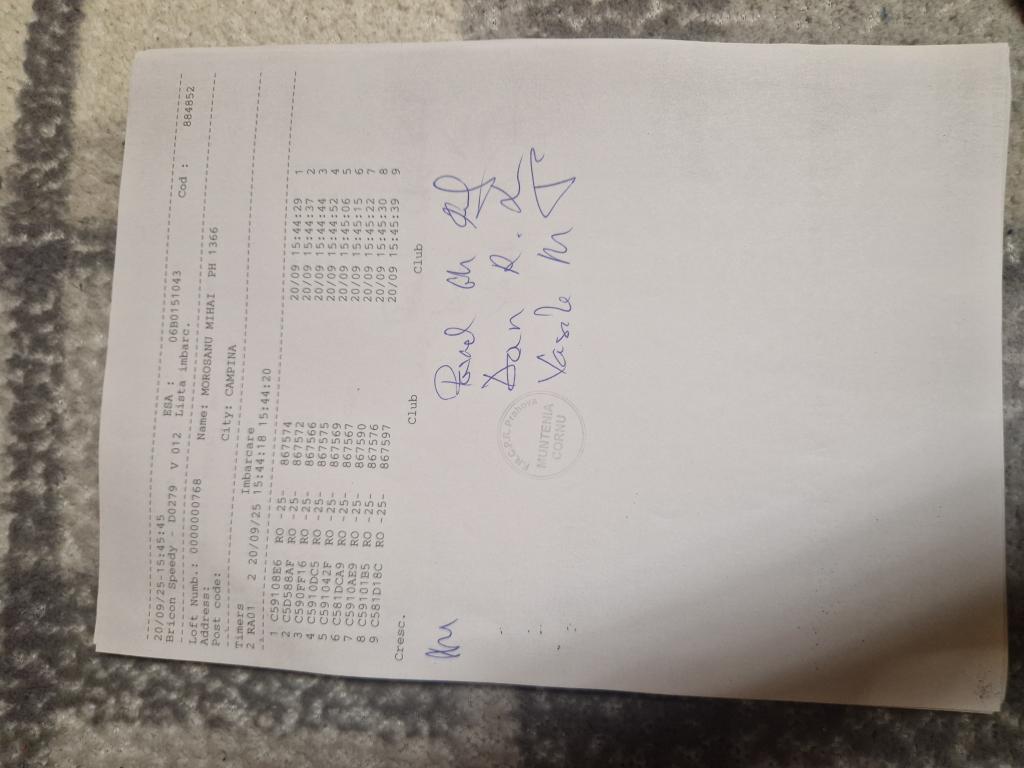 20/09/25-15:45:45
Bricon Speedy - D0279 V 012 ESA : 06B0151043 Cod : 884852
Lista imbarc.
Loft Numb.: 0000000768 Name: MOROSANU MIHAI PH 1366
Address:
Post code: City: CAMPINA
Timers Imbarcare
2 RA01 2 20/09/25 15:44:18 15:44:20
1 C59108E6 RO -25- 867574 20/09 15:44:29 1
2 C5D588AF RO -25- 867572 20/09 15:44:37 2
3 C590FF16 RO -25- 867566 20/09 15:44:44 3
4 C5910DC5 RO -25- 867575 20/09 15:44:52 4
5 C591042F RO -25- 867569 20/09 15:45:06 5
6 C581DCA9 RO -25- 867567 20/09 15:45:15 6
7 C5910AE9 RO -25- 867590 20/09 15:45:22 7
8 C59101B5 RO -25- 867576 20/09 15:45:30 8
9 C581D18C RO -25- 867597 20/09 15:45:39 9
Cresc. Club Club
Pavel
Dan R.
Vasile M
Prahova
MUNTENIA
CORNU